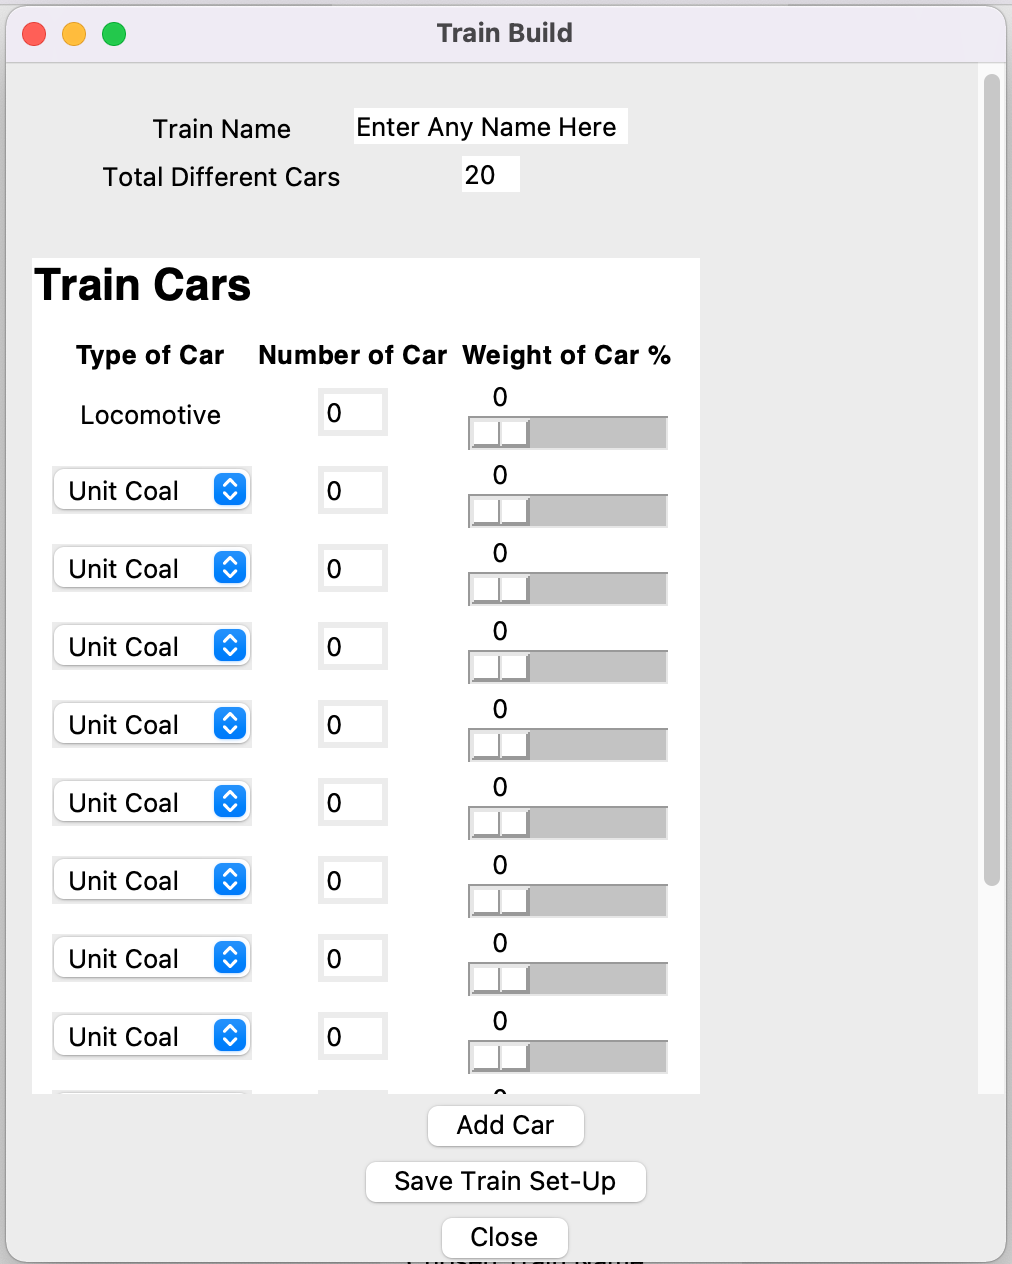 Train Build
Train Name Enter Any Name Here
Total Different Cars 20
Train Cars
Type of Car Number of Car Weight of Car %
0
Locomotive 0
0
Unit Coal 0
0
Unit Coal 0
0
Unit Coal 0
0
Unit Coal 0
0
Unit Coal 0
0
Unit Coal 0
0
Unit Coal 0
0
Unit Coal 0
Add Car
Save Train Set-Up
Close